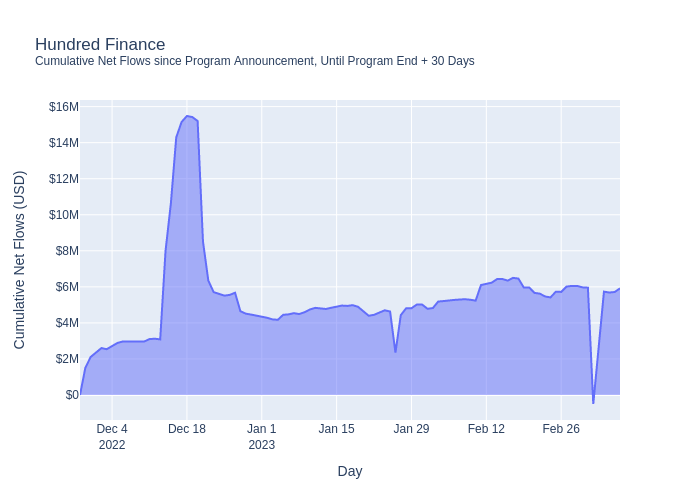 Hundred Finance
Cumulative Net Flows since Program Announcement, Until Program End + 30 Days
Cumulative Net Flows (USD)
$16M
$14M
$12M
$10M
$8M
$6M
$4M
$2M
$0
Dec 4 Dec 18 Jan 1 Jan 15 Jan 29 Feb 12 Feb 26
2022 2023
Day